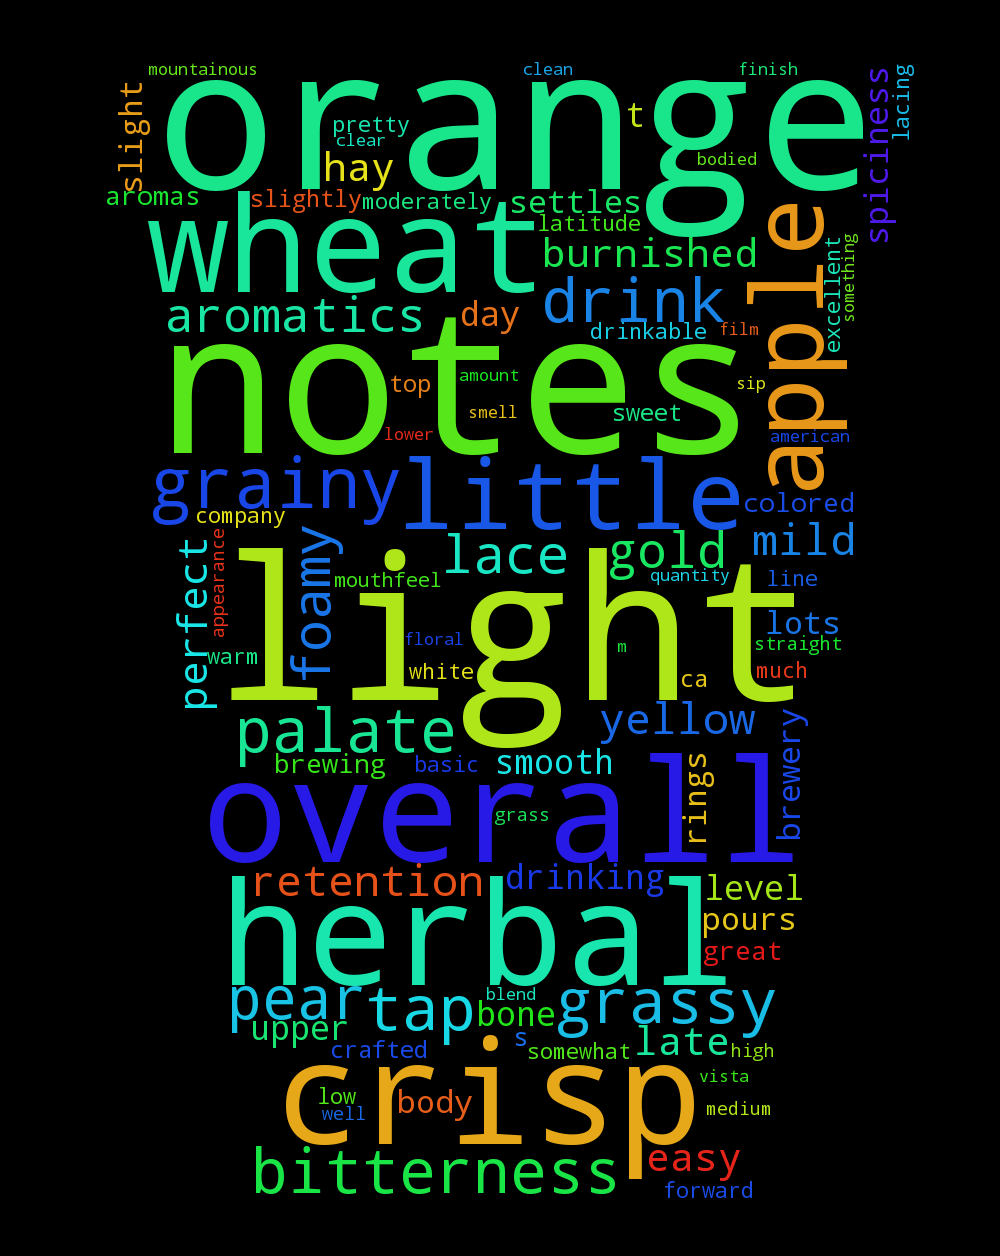 mountainous
clean
finish
orange
slight
t
spiciness
lacing
pretty
clear
hay
bodied
aromas
slightly
moderately
settles
wheat
latitude
burnished
apple
excellent
something
aromatics
day
drink
drinkable
film
notes
top
amount
sip
smell
sweet
lower
american
grainy
little
colored
company
perfect
appearance
foamy
lace
gold
mild
mouthfeel
quantity
line
light
lots
floral
m
straight
warm
white
ca
much
palate
yellow
brewery
brewing
basic
smooth
rings
overall
grass
retention
drinking
level
herbal
pours
great
pear
tap
blend
bone
grassy
upper
s
crafted
somewhat
late
high
crisp
vista
low
well
body
medium
bitterness
easy
forward